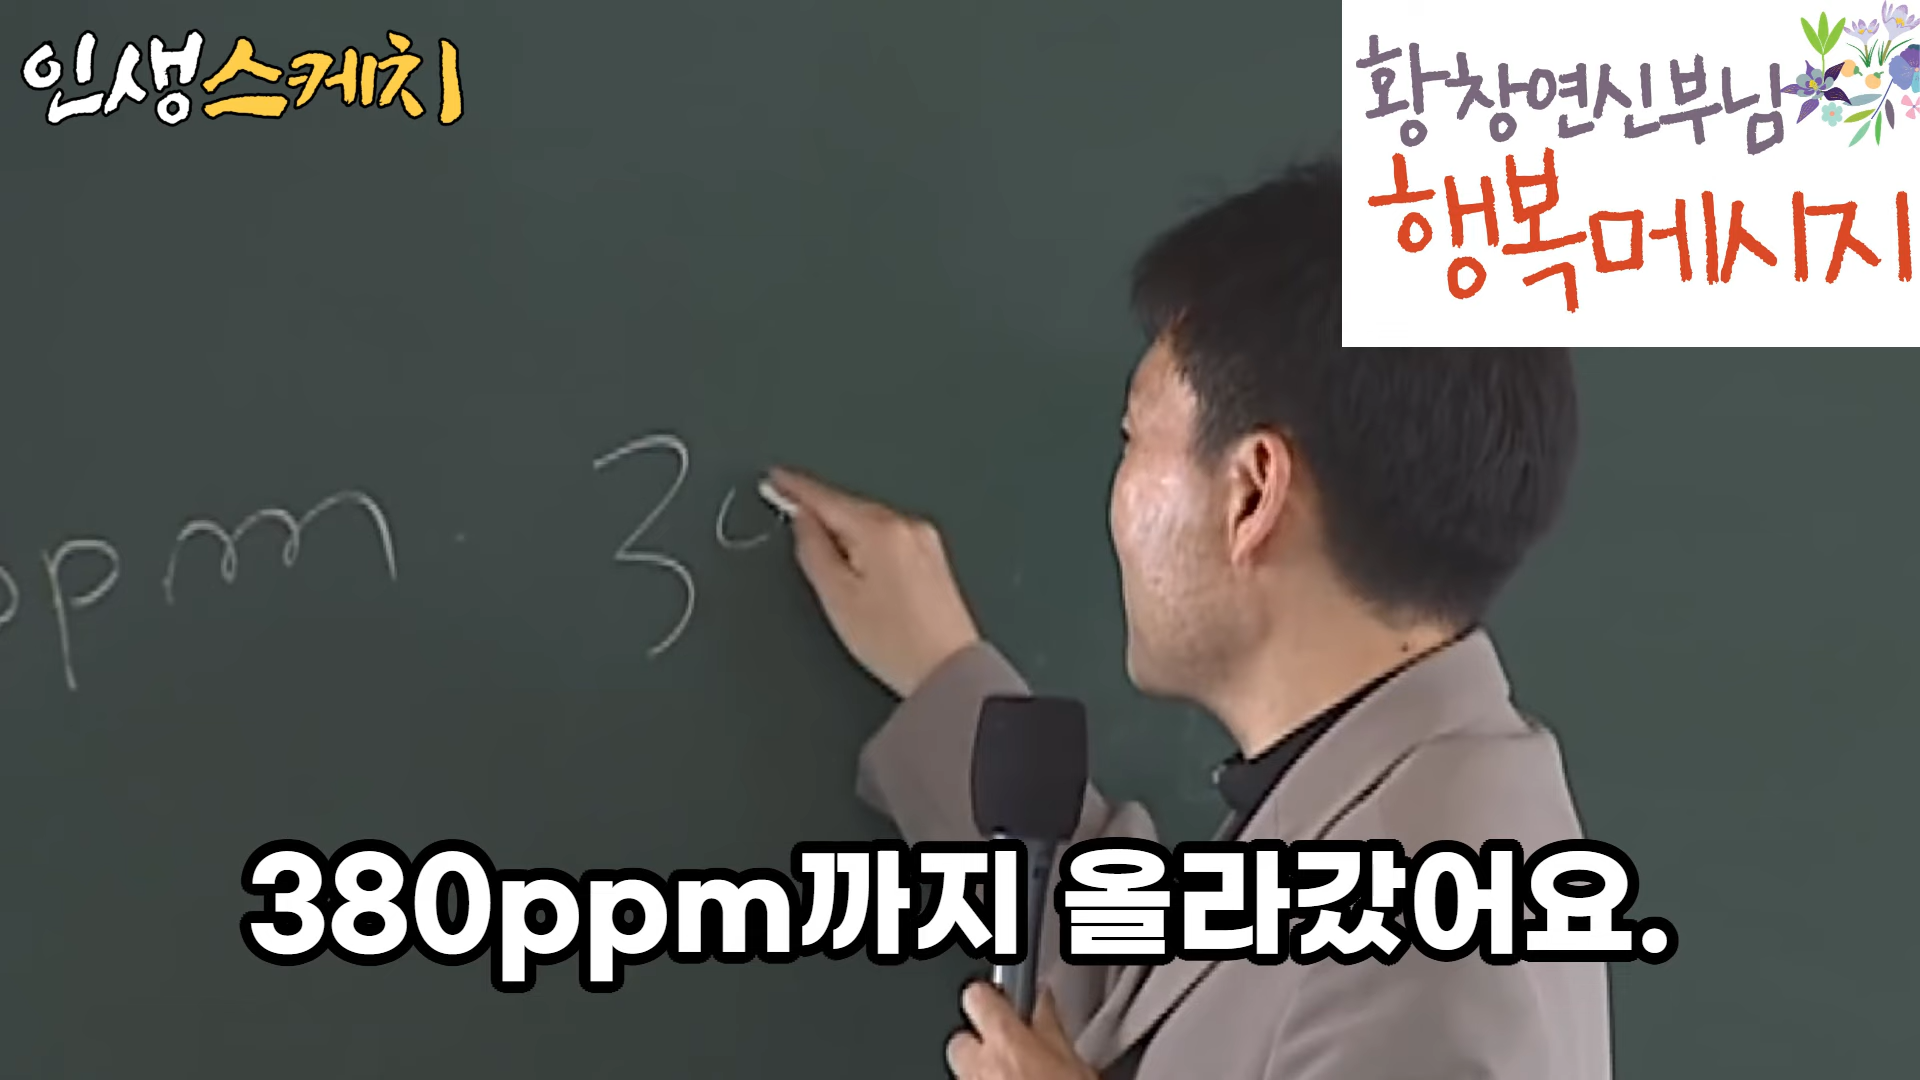 인생스케치
황창연신부님
행복메시지
ppm. 3
380ppm까지 올라갔어요.